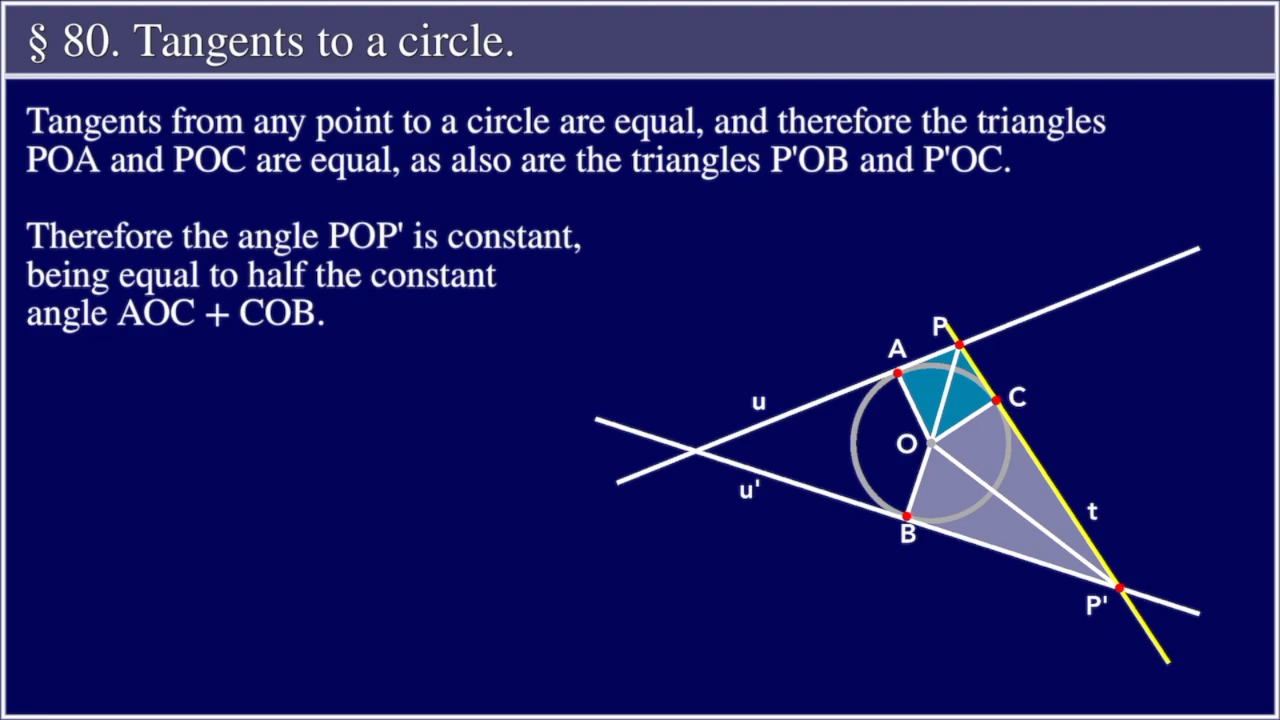 § 80. Tangents to a circle.
Tangents from any point to a circle are equal, and therefore the triangles
POA and POC are equal, as also are the triangles P'OB and P'OC.
Therefore the angle POP' is constant,
being equal to half the constant
angle AOC + COB.
P
A
C
u
O
u'
t
B
P'